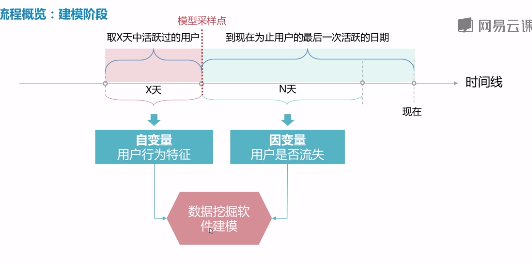 流程概览：建模阶段
网易云课
模型采样点
取X天中活跃过的用户
到现在为止用户的最后一次活跃的日期
时间线
X天
N天
现在
自变量
用户行为特征
因变量
用户是否流失
数据挖掘软
件建模